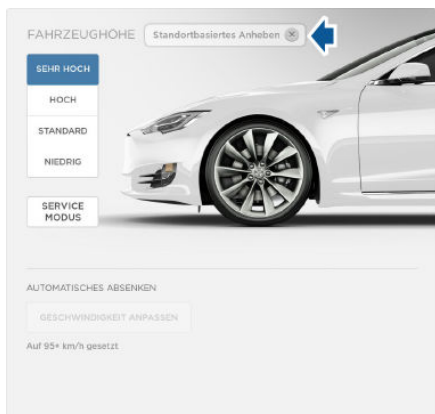 FAHRZEUGHÖHE Standortbasiertes Anheben
SEHR HOCH
HOCH
STANDARD
NIEDRIG
SERVICE
MODUS
AUTOMATISCHES ABSENKEN
GESCHWINDIGKEIT ANPASSEN
Auf 95+ km/h gesetzt